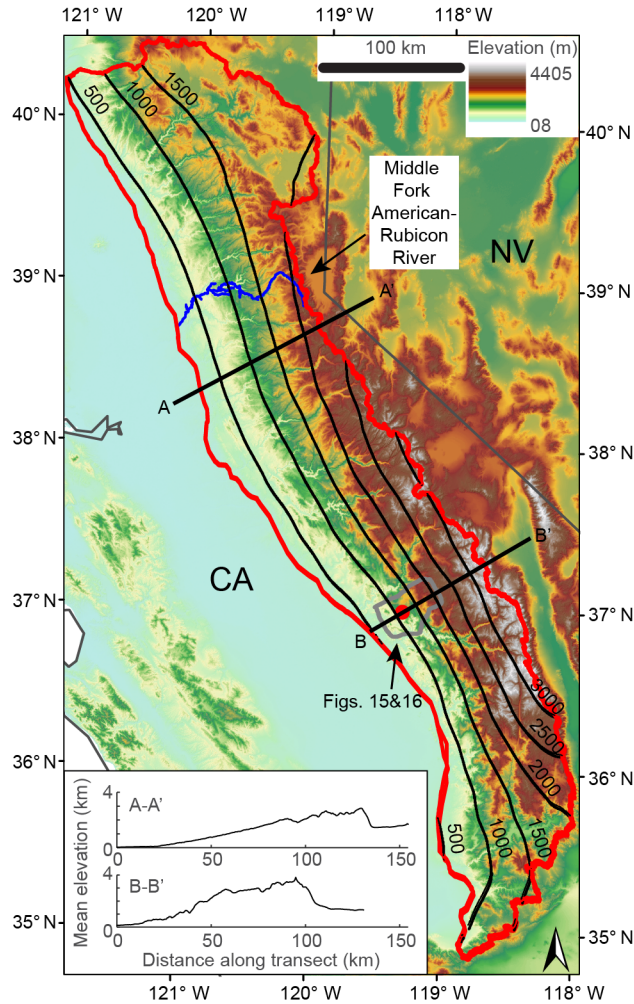 121° W
120° W
119° W
118° W
100 km
Elevation (m)
4405
08
40° N
40° N
500
1000
1500
Middle
Fork
American-
Rubicon
River
NV
39° N
39° N
A'
A
38° N
38° N
B'
CA
37° N
37° N
B
Figs. 15&16
3000
2500
2000
36° N
36° N
500
1000
1500
Mean elevation (km)
4
2
0
A-A’
0
50
100
150
4
2
0
B-B’
0
50
100
150
Distance along transect (km)
35° N
35° N
121° W
120° W
119° W
118° W